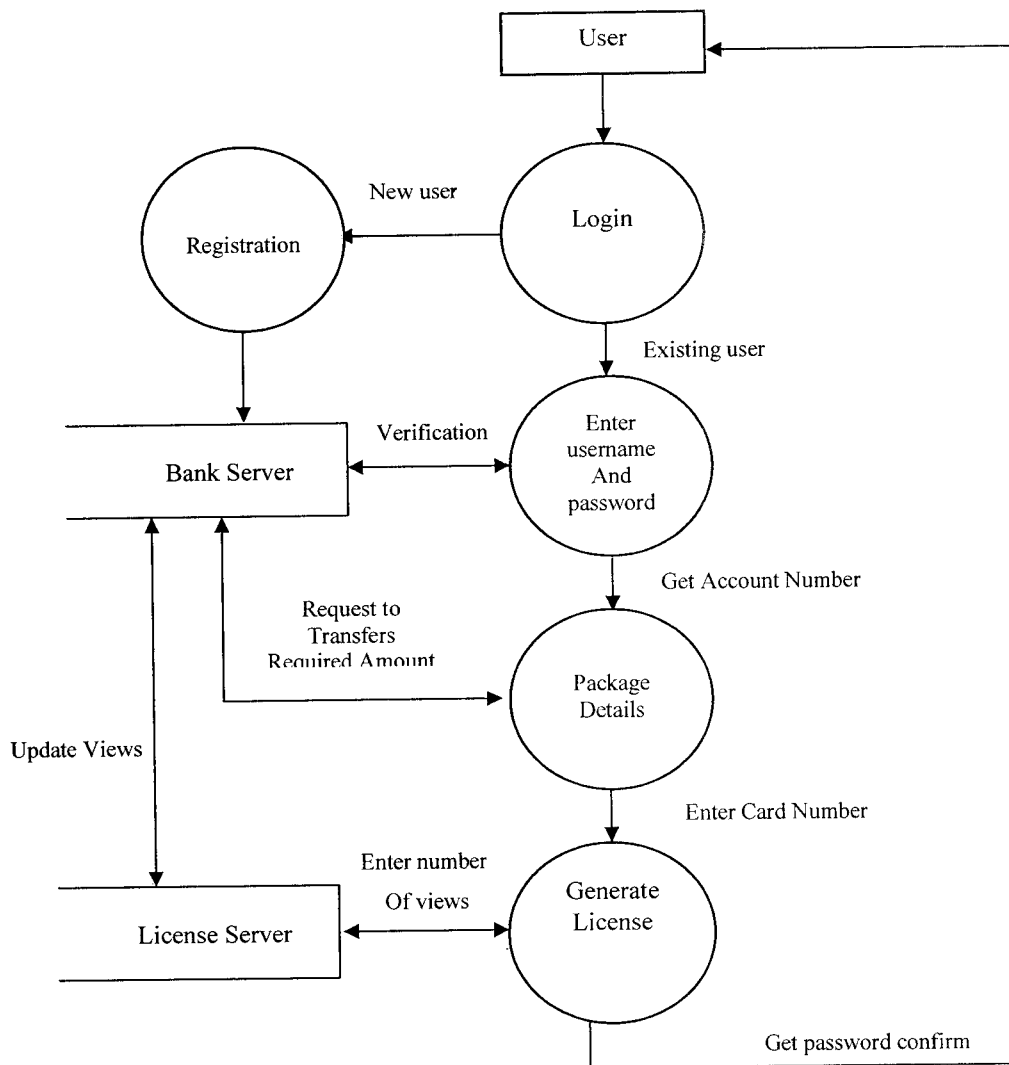 User
New user
Login
Registration
Existing user
Enter
username
And
password
Verification
Bank Server
Get Account Number
Request to
Transfers
Required Amount
Package
Details
Update Views
Enter Card Number
Enter number
Of views
Generate
License
License Server
Get password confirm